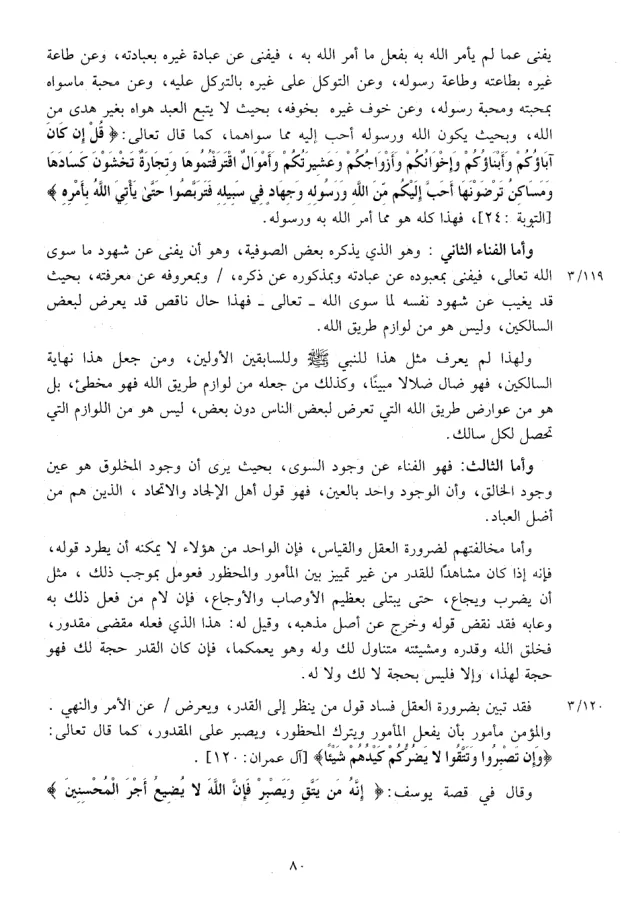 يفنى عما لم يأمر الله به بفعل ما أمر الله به ، فيفنى عن عبادة غيره بعبادته، وعن طاعة
غيره بطاعته وطاعة رسوله، وعن التوكل على غيره بالتركل عليه، وعن محبة ماسواه
بمحبته ومحبة رسوله، وعن خوف غيره بخوفه، بحيث لا يتبع العبد هواه بغير هدى من
الله، وبحيث يكون الله ورسوله أحب إليه مما سواهما، كما قال تعالى: ﴿ قُلْ إِن كَانَ
آبَاؤُكُمْ وَأَبْنَاؤُكُمْ وَإِخْوَانُكُمْ وَأَزْوَاجُكُمْ وَعَشِيرَتُكُمْ وَأَمْوَالٌ اقْتَرَفْتُمُوهَا وَتِجَارَةٌ تَخْشَوْنَ كَسَادَهَا
وَمَسَاكِنُ تَرْضَوْنَهَا أَحَبَّ إِلَيْكُم مِّنَ اللَّهِ وَرَسُولِهِ وَجِهَادٍ فِي سَبِيلِهِ فَتَرَبَّصُوا حَتَّىٰ يَأْتِيَ اللَّهُ بِأَمْرِهِ ﴾
[التوبة :٢٤]، فهذا كله هو مما أمر الله به ورسوله.
وأما الفناء الثاني : وهو الذي يذكره بعض الصوفية، وهو أن يفنى عن شهود ما سوى
٣/١١٩ الله تعالى، فيفنى بمعبوده عن عبادته وبمذكوره عن ذكره، / وبمعروفه عن معرفته، بحيث
قد يغيب عن شهود نفسه لما سوى الله ـ تعالى ـ فهذا حال ناقص قد يعرض لبعض
السالكين، وليس هو من لوازم طريق الله.
ولهذا لم يعرف مثل هذا للنبي ﷺ وللسابقين الأولين، ومن جعل هذا نهاية
السالكين، فهو ضال ضلالا مبينًا، وكذلك من جعله من لوازم طريق الله فهو مخطئ، بل
هو من عوارض طريق الله التي تعرض لبعض الناس دون بعض، ليس هو من اللوازم التي
تحصل لكل سالك.
وأما الثالث: فهو الفناء عن وجود السوى، بحيث يرى أن وجود المخلوق هو عين
وجود الخالق، وأن الوجود واحد بالعين، فهو قول أهل الإلحاد والاتحاد ، الذين هم من
أضل العباد.
وأما مخالفتهم لضرورة العقل والقياس، فإن الواحد من هؤلاء لا يمكنه أن يطرد قوله،
فإنه إذا كان مشاهدًا للقدر من غير تمييز بين المأمور والمحظور فعومل بموجب ذلك ، مثل
أن يضرب ويجاع، حتى يبتلى بعظيم الأوصاب والأوجاع، فإن لام من فعل ذلك به
وعابه فقد نقض قوله وخرج عن أصل مذهبه، وقيل له: هذا الذي فعله مقضى مقدور،
فخلق الله وقدره ومشيئته متناول لك وله وهو يعمكما، فإن كان القدر حجة لك فهو
حجة لهذا، وإلا فليس بحجة لا لك ولا له.
٣/١٢٠ فقد تبين بضرورة العقل فساد قول من ينظر إلى القدر، ويعرض / عن الأمر والنهي .
والمؤمن مأمور بأن يفعل المأمور ويترك المحظور، ويصبر على المقدور، كما قال تعالى:
﴿وَإِن تَصْبِرُوا وَتَتَّقُوا لا يَضُرُّكُمْ كَيْدُهُمْ شَيْئًا﴾ [آل عمران: ١٢٠] .
وقال في قصة يوسف: ﴿ إِنَّهُ مَن يَتَّقِ وَيَصْبِرْ فَإِنَّ اللَّهَ لا يُضِيعُ أَجْرَ الْمُحْسِنِينَ ﴾
٨٠